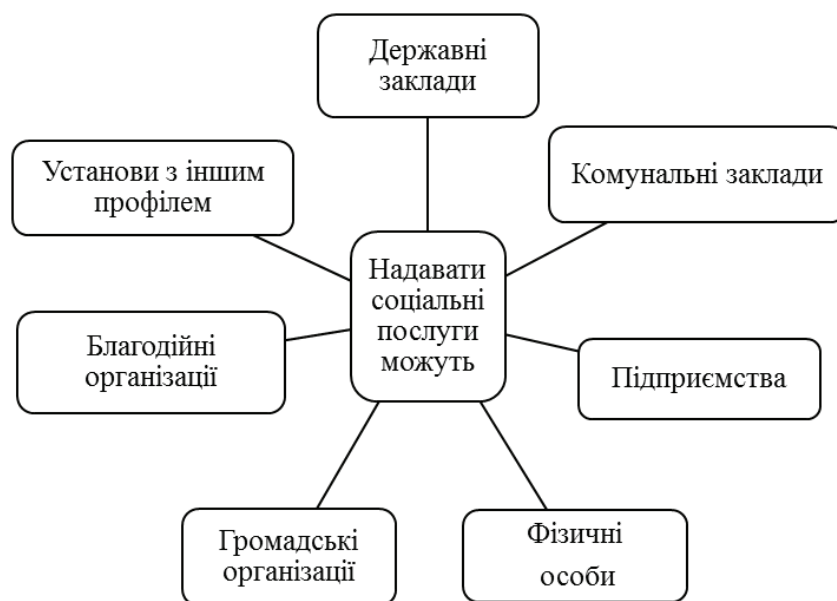 Державні
заклади
Установи з іншим
профілем
Комунальні заклади
Надавати
соціальні
послуги
можуть
Благодійні
організації
Підприємства
Громадські
організації
Фізичні
особи